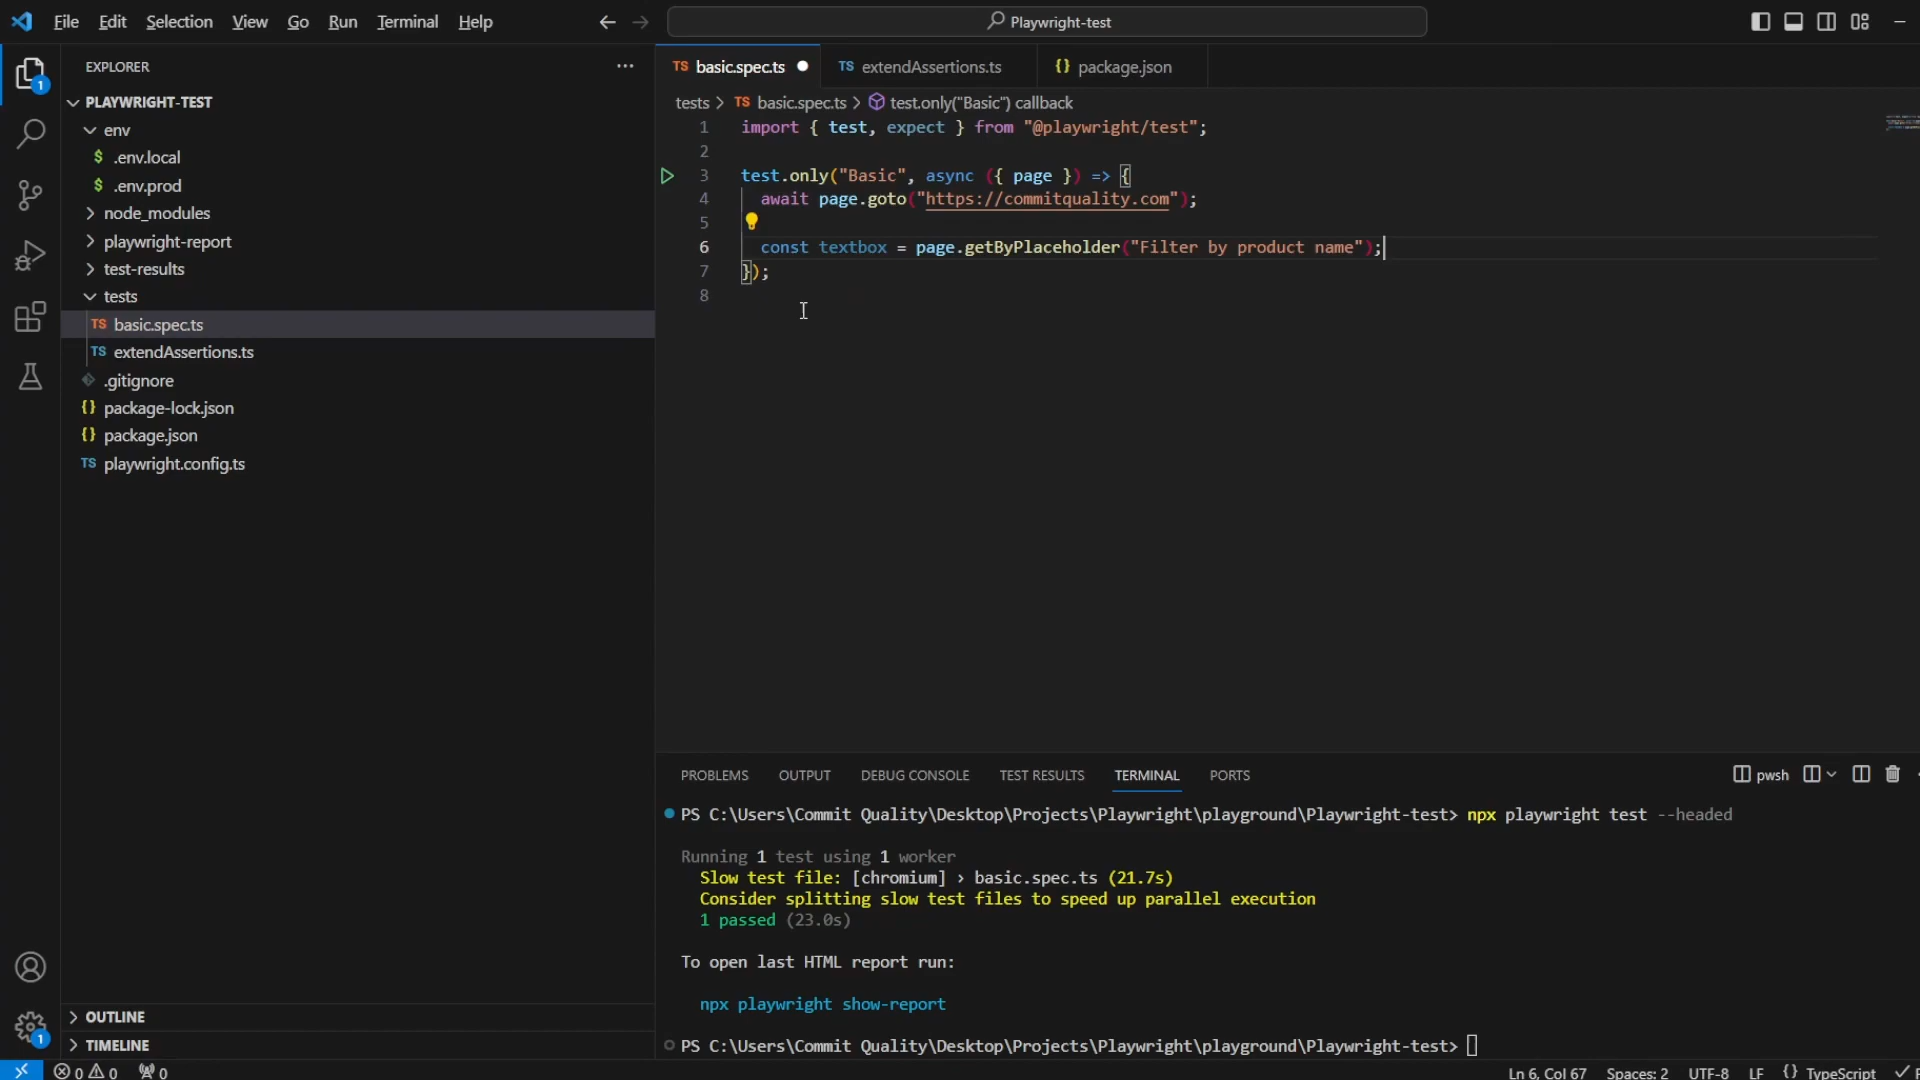 File Edit Selection View Go Run Terminal Help
Playwright-test
EXPLORER
PLAYWRIGHT-TEST
env
$ .env.local
$ .env.prod
node_modules
playwright-report
test-results
tests
TS basic.spec.ts
TS extendAssertions.ts
.gitignore
{} package-lock.json
{} package.json
TS playwright.config.ts
OUTLINE
TIMELINE
1
1
TS basic.spec.ts TS extendAssertions.ts {} package.json
tests > TS basic.spec.ts > test.only("Basic") callback
1 import { test, expect } from "@playwright/test";
2
3 test.only("Basic", async ({ page }) => {
4 await page.goto("https://commitquality.com");
5
6 const textbox = page.getByPlaceholder("Filter by product name");
7 });
8
PROBLEMS OUTPUT DEBUG CONSOLE TEST RESULTS TERMINAL PORTS
pwsh
PS C:\Users\Commit Quality\Desktop\Projects\Playwright\playground\Playwright-test> npx playwright test --headed
Running 1 test using 1 worker
Slow test file: [chromium] › basic.spec.ts (21.7s)
Consider splitting slow test files to speed up parallel execution
1 passed (23.0s)
To open last HTML report run:
npx playwright show-report
PS C:\Users\Commit Quality\Desktop\Projects\Playwright\playground\Playwright-test>
0 0 0
Ln 6, Col 67 Spaces: 2 UTF-8 LF {} TypeScript